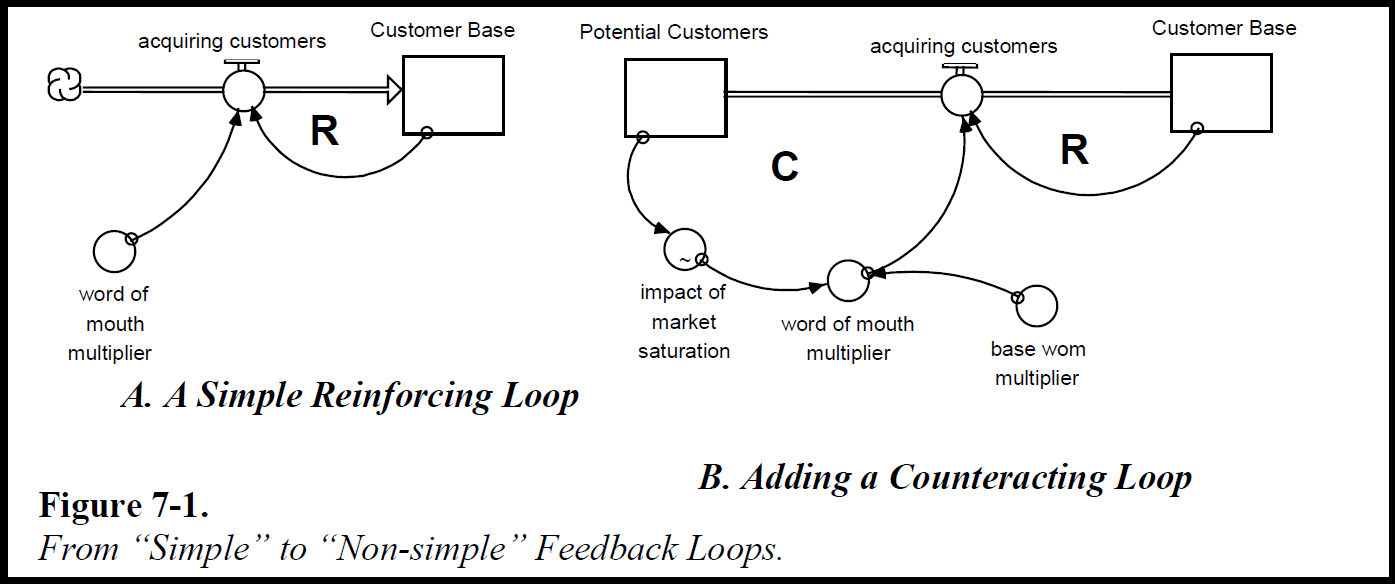 acquiring customers
Customer Base
R
word of
mouth
multiplier
A. A Simple Reinforcing Loop
Potential Customers
acquiring customers
Customer Base
C
R
~
impact of
market
saturation
word of mouth
multiplier
base wom
multiplier
B. Adding a Counteracting Loop
Figure 7-1.
From “Simple” to “Non-simple” Feedback Loops.